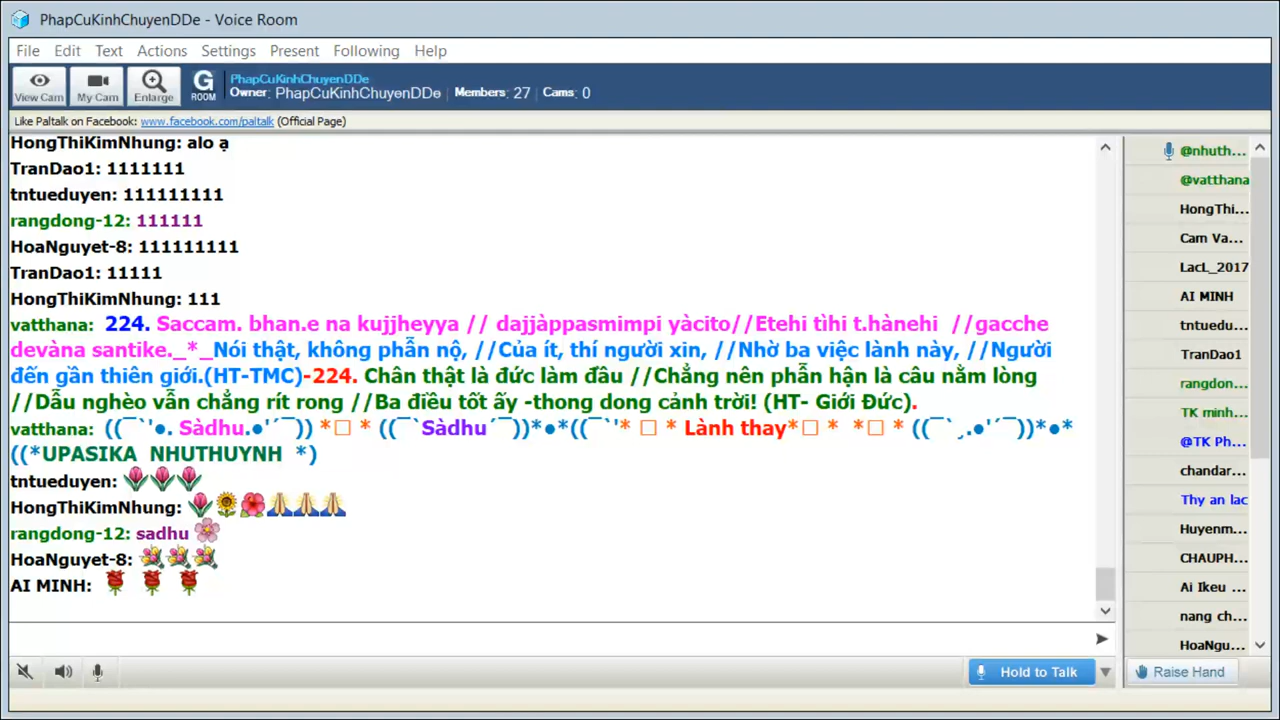 PhapCuKinhChuyenDDe - Voice Room
File Edit Text Actions Settings Present Following Help
View Cam My Cam Enlarge G ROOM
PhapCuKinhChuyenDDe
Owner: PhapCuKinhChuyenDDe Members: 27 Cams: 0
Like Paltalk on Facebook: www.facebook.com/paltalk (Official Page)
HongThiKimNhung: alo ạ
TranDao1: 1111111
tntueduyen: 111111111
rangdong-12: 111111
HoaNguyet-8: 111111111
TranDao1: 11111
HongThiKimNhung: 111
vatthana: 224. Saccam. bhan.e na kujjheyya // dajjàppasmimpi yàcito//Etehi tìhi t.hànehi //gacche
devàna santike._*_Nói thật, không phẫn nộ, //Của ít, thí người xin, //Nhờ ba việc lành này, //Người
đến gần thiên giới.(HT-TMC)-224. Chân thật là đức làm đầu //Chẳng nên phẫn hận là câu nằm lòng
//Dẫu nghèo vẫn chẳng rít rong //Ba điều tốt ấy -thong dong cảnh trời! (HT- Giới Đức).
vatthana: ((¯`'●. Sàdhu.●'´¯)) *□ * ((¯`Sàdhu´¯))*●*((¯`'* □ * Lành thay*□ * *□ * ((¯`¸.●'´¯))*●*
((*UPASIKA NHUTHUYNH *)
tntueduyen: 🌷🌷🌷
HongThiKimNhung: 🌷🌻🌺🙏🙏🙏
rangdong-12: sadhu 🌸
HoaNguyet-8: 💐💐💐
AI MINH: 🌹 🌹 🌹
Hold to Talk
@nhuth...
@vatthana
HongThi...
Cam Va...
LacL_2017
AI MINH
tntuedu...
TranDao1
rangdon...
TK minh...
@TK Ph...
chandar...
Thy an lac
Huyenm...
CHAUPH...
Ai Ikeu ...
nang ch...
HoaNgu...
Raise Hand